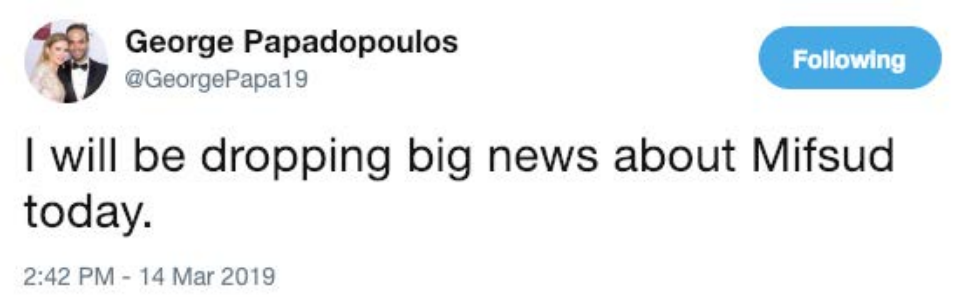 George Papadopoulos
@GeorgePapa19
Following
I will be dropping big news about Mifsud
today.
2:42 PM - 14 Mar 2019